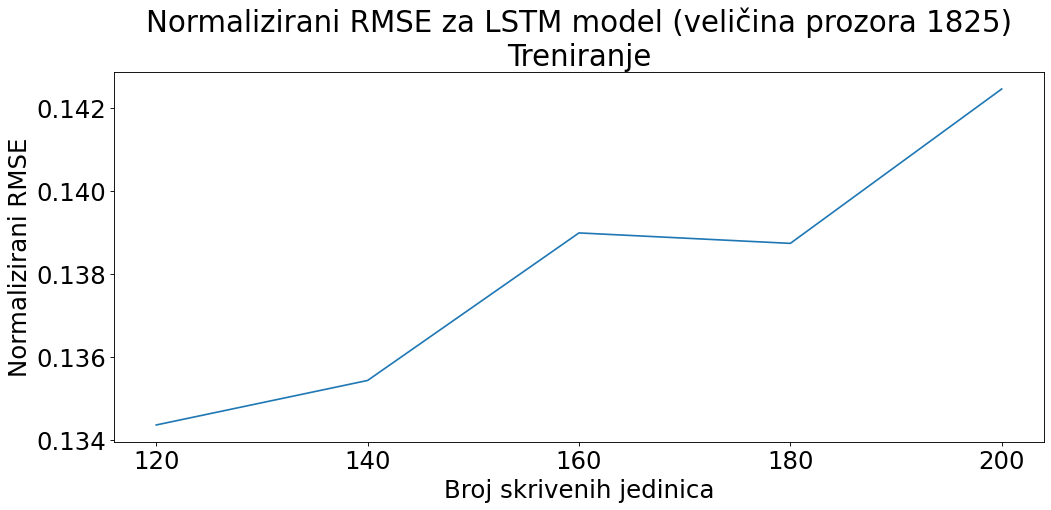 Normalizirani RMSE za LSTM model (veličina prozora 1825)
Treniranje
Normalizirani RMSE
0.142
0.140
0.138
0.136
0.134
120 140 160 180 200
Broj skrivenih jedinica